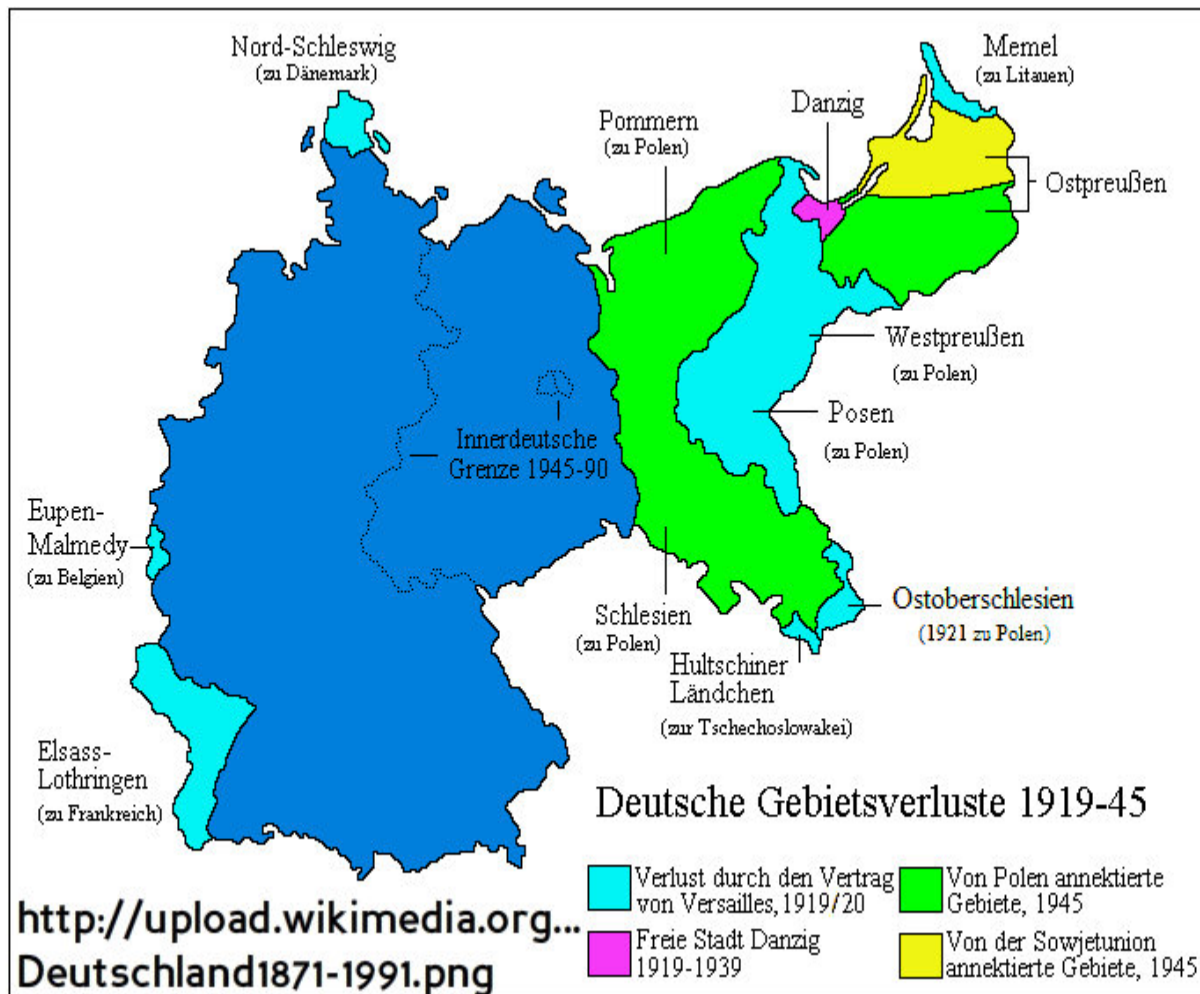 Nord-Schleswig
(zu Dänemark)
Memel
(zu Litauen)
Danzig
Pommern
(zu Polen)
Ostpreußen
Westpreußen
(zu Polen)
Posen
(zu Polen)
Innerdeutsche
Grenze 1945-90
Eupen-
Malmedy
(zu Belgien)
Schlesien
(zu Polen)
Ostoberschlesien
(1921 zu Polen)
Hultschiner
Ländchen
(zur Tschechoslowakei)
Elsass-
Lothringen
(zu Frankreich)
Deutsche Gebietsverluste 1919-45
Verlust durch den Vertrag
von Versailles, 1919/20
Freie Stadt Danzig
1919-1939
Von Polen annektierte
Gebiete, 1945
Von der Sowjetunion
annektierte Gebiete, 1945
http://upload.wikimedia.org...
Deutschland1871-1991.png